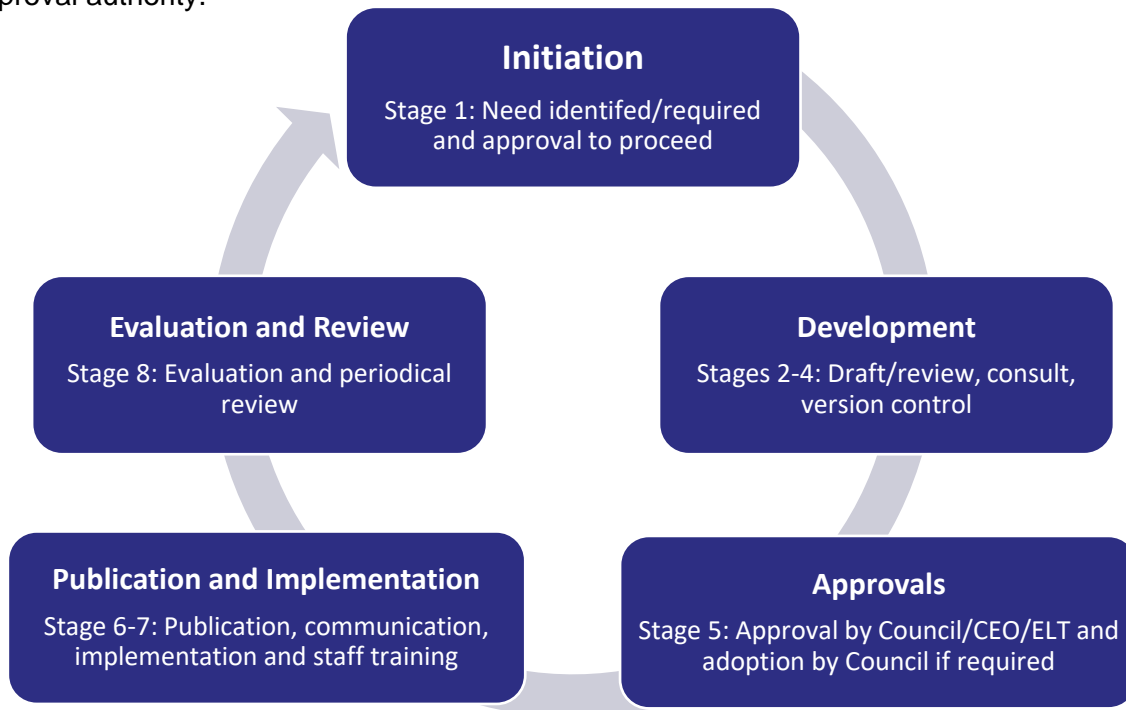 proval authority.
Initiation
Stage 1: Need identifed/required
and approval to proceed
Development
Stages 2-4: Draft/review, consult,
version control
Approvals
Stage 5: Approval by Council/CEO/ELT and
adoption by Council if required
Publication and Implementation
Stage 6-7: Publication, communication,
implementation and staff training
Evaluation and Review
Stage 8: Evaluation and periodical
review